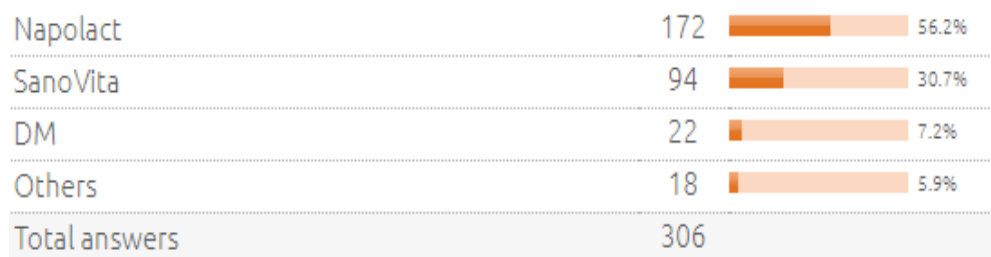 Napolact 172 56.2%
SanoVita 94 30.7%
DM 22 7.2%
Others 18 5.9%
Total answers 306